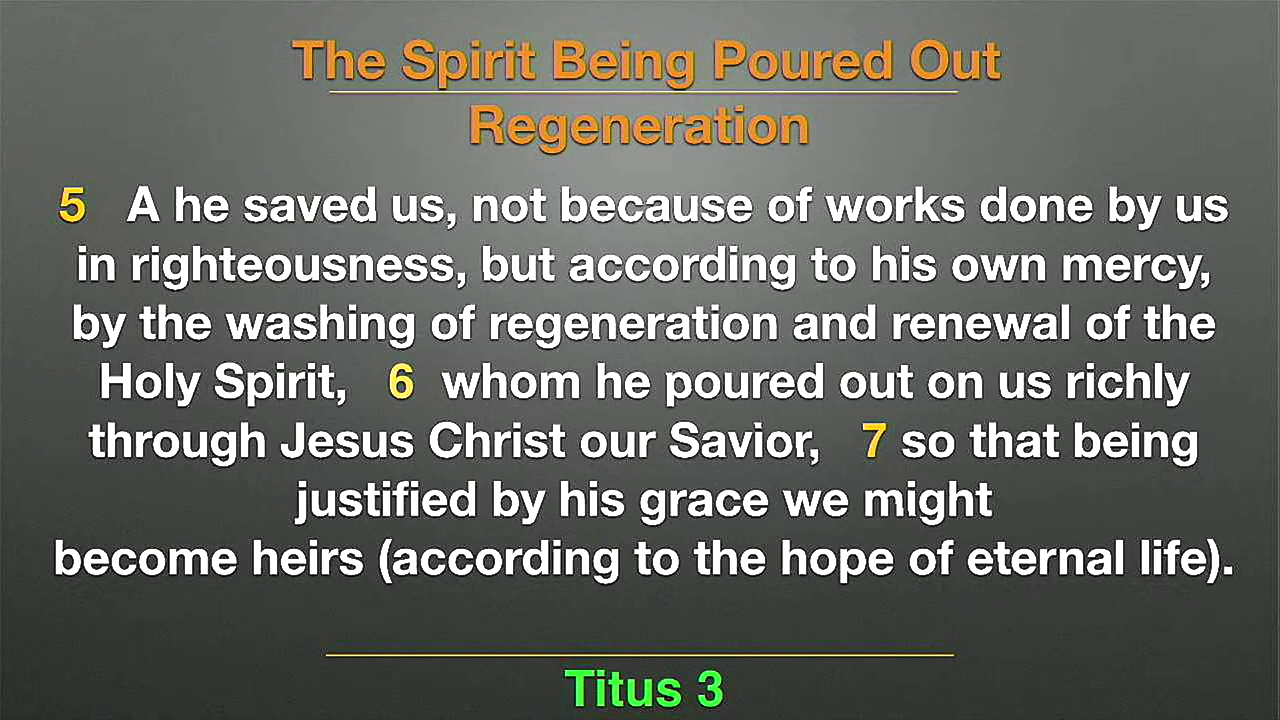 The Spirit Being Poured Out
Regeneration
5 A he saved us, not because of works done by us
in righteousness, but according to his own mercy,
by the washing of regeneration and renewal of the
Holy Spirit, 6 whom he poured out on us richly
through Jesus Christ our Savior, 7 so that being
justified by his grace we might
become heirs (according to the hope of eternal life).
Titus 3